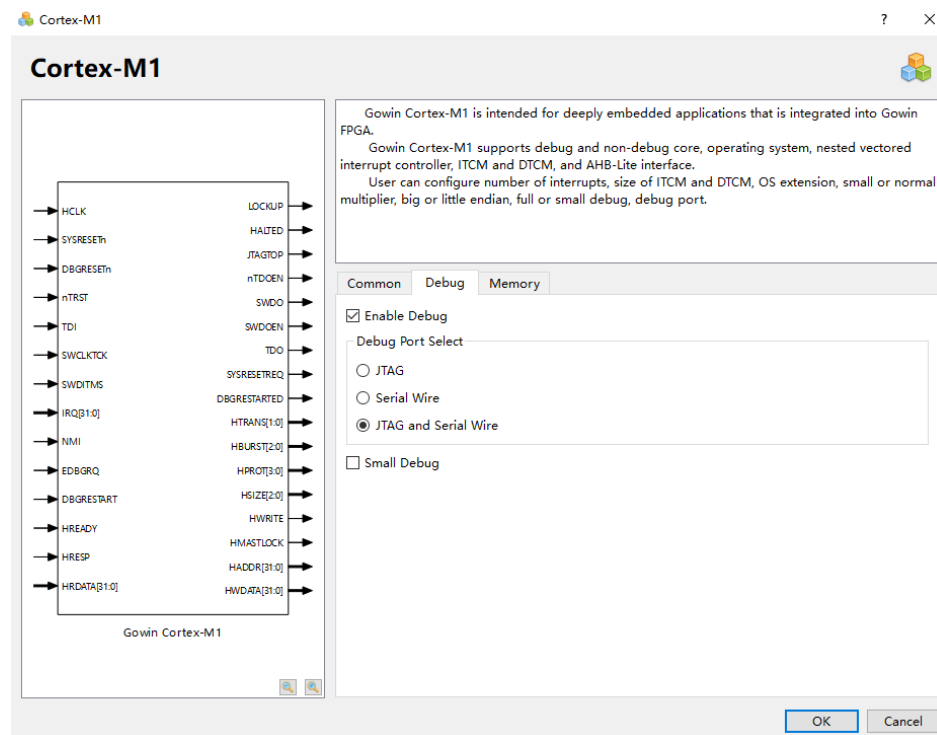 Cortex-M1
? ×
Cortex-M1
HCLK
SYSRESETn
DBGRESETn
nTRST
TDI
SWCLKTCK
SWDITMS
IRQ[31:0]
NMI
EDBGRQ
DBGRESTART
HREADY
HRESP
HRDATA[31:0]
LOCKUP
HALTED
JTAGTOP
nTDOEN
SWDO
SWDOEN
TDO
SYSRESETREQ
DBGRESTARTED
HTRANS[1:0]
HBURST[2:0]
HPROT[3:0]
HSIZE[2:0]
HWRITE
HMASTLOCK
HADDR[31:0]
HWDATA[31:0]
Gowin Cortex-M1
Gowin Cortex-M1 is intended for deeply embedded applications that is integrated into Gowin
FPGA.
Gowin Cortex-M1 supports debug and non-debug core, operating system, nested vectored
interrupt controller, ITCM and DTCM, and AHB-Lite interface.
User can configure number of interrupts, size of ITCM and DTCM, OS extension, small or normal
multiplier, big or little endian, full or small debug, debug port.
Common Debug Memory
Enable Debug
Debug Port Select
JTAG
Serial Wire
JTAG and Serial Wire
Small Debug
OK Cancel